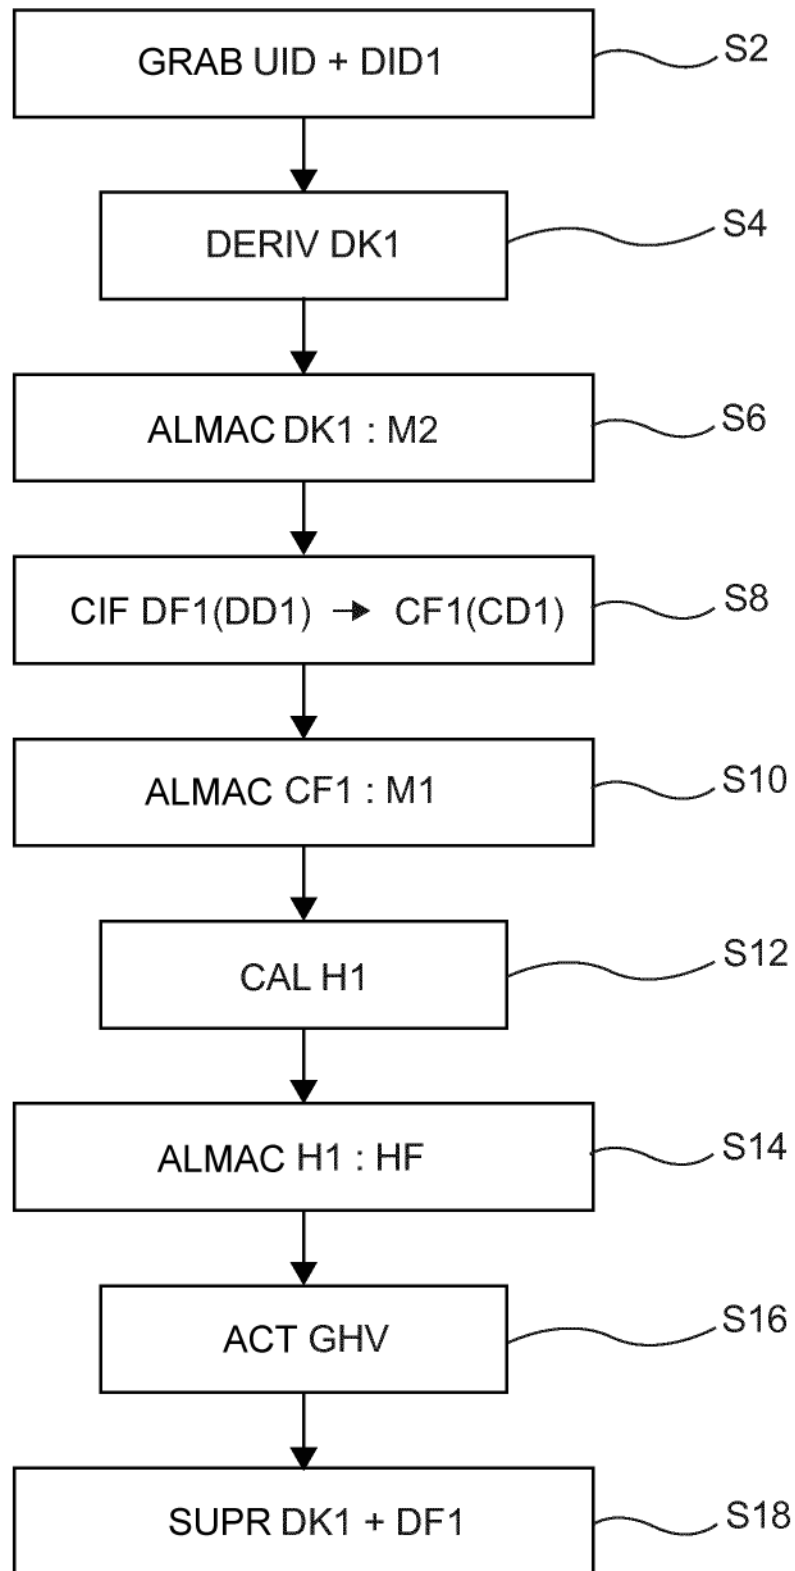 GRAB UID + DID1 S2
DERIV DK1 S4
ALMAC DK1 : M2 S6
CIF DF1(DD1) → CF1(CD1) S8
ALMAC CF1 : M1 S10
CAL H1 S12
ALMAC H1 : HF S14
ACT GHV S16
SUPR DK1 + DF1 S18